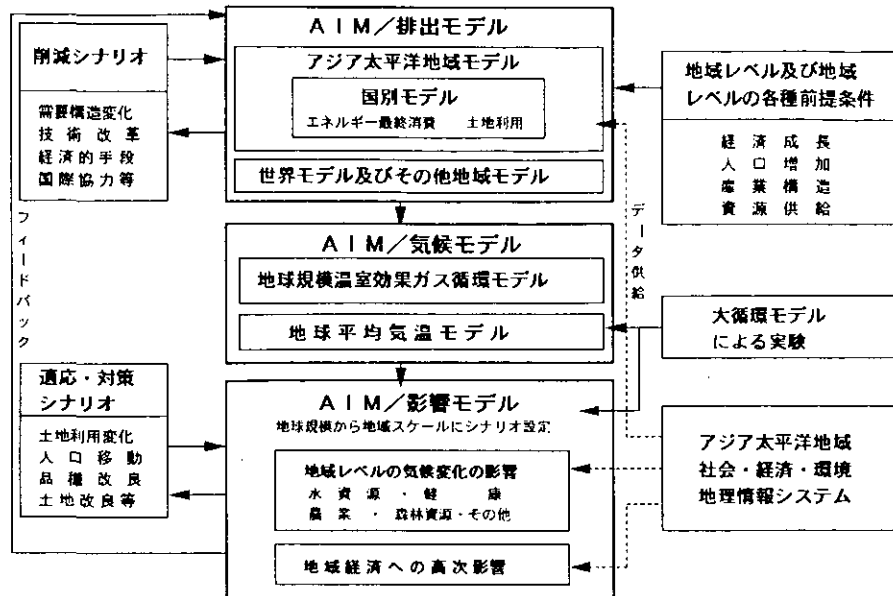 AIM／排出モデル
アジア太平洋地域モデル
国別モデル
エネルギー最終消費　土地利用
世界モデル及びその他地域モデル
削減シナリオ
需要構造変化
技術改革
経済的手段
国際協力等
地域レベル及び地域
レベルの各種前提条件
経済成長
人口増加
産業構造
資源供給
フィードバック
データ供給
AIM／気候モデル
地球規模温室効果ガス循環モデル
地球平均気温モデル
大循環モデル
による実験
適応・対策
シナリオ
土地利用変化
人口移動
品種改良
土地改良等
AIM／影響モデル
地球規模から地域スケールにシナリオ設定
地域レベルの気候変化の影響
水資源・健康
農業・森林資源・その他
地域経済への高次影響
アジア太平洋地域
社会・経済・環境
地理情報システム